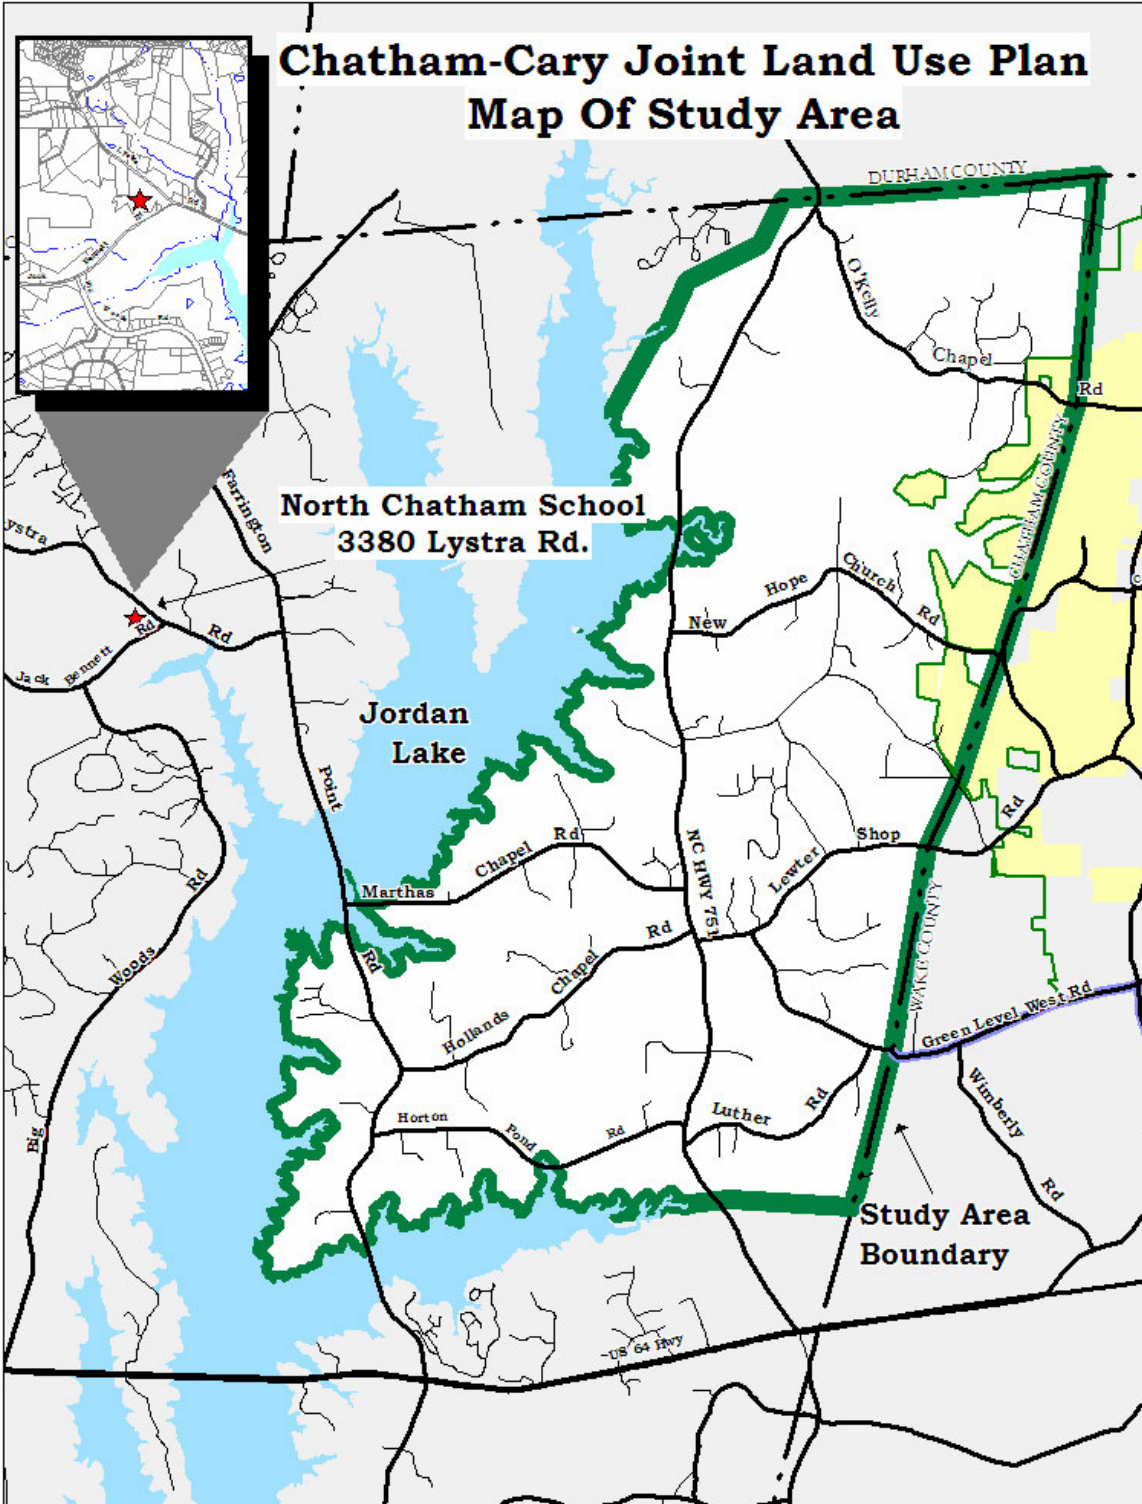 Chatham-Cary Joint Land Use Plan
Map Of Study Area
DURHAM COUNTY
O'Kelly
Chapel
Rd
CHATHAM COUNTY
Farrington
North Chatham School
3380 Lystra Rd.
ystra
Rd
Rd
Jack
Bennett
New
Hope
Church
Rd
Jordan
Lake
Point
Rd
Marthas
Chapel
Rd
NC HWY 751
Lewter
Shop
Rd
Woods
Rd
Big
Hollands
Chapel
Rd
WAKE COUNTY
Green Level West Rd
Horton
Pond
Rd
Luther
Rd
Wimberly
Rd
Study Area
Boundary
US 64 Hwy